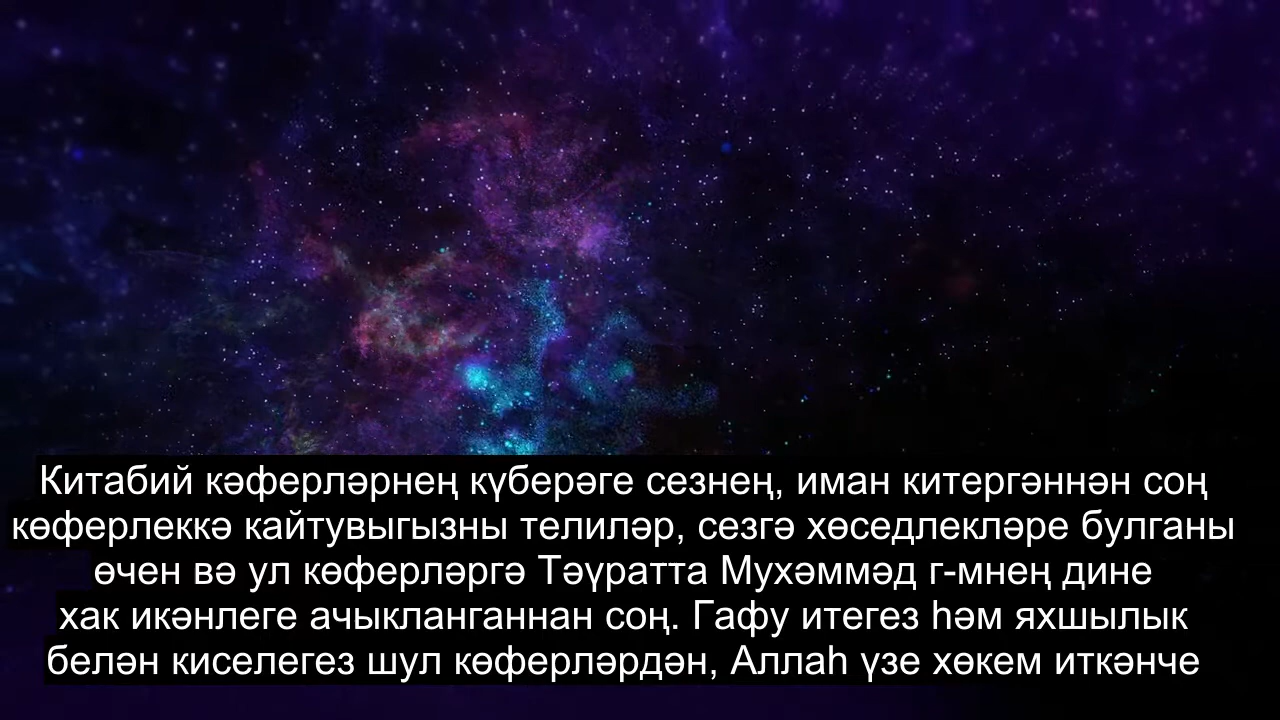 Китабий кәферләрнең күберәге сезнең, иман китергәннән соң
көферлеккә кайтувыгызны телиләр, сезгә хөседлекләре булганы
өчен вә ул көферләргә Тәүратта Мухәммәд г-мнең дине
хак икәнлеге ачыкланганнан соң. Гафу итегез һәм яхшылык
белән киселегез шул көферләрдән, Аллаһ үзе хөкем иткәнче